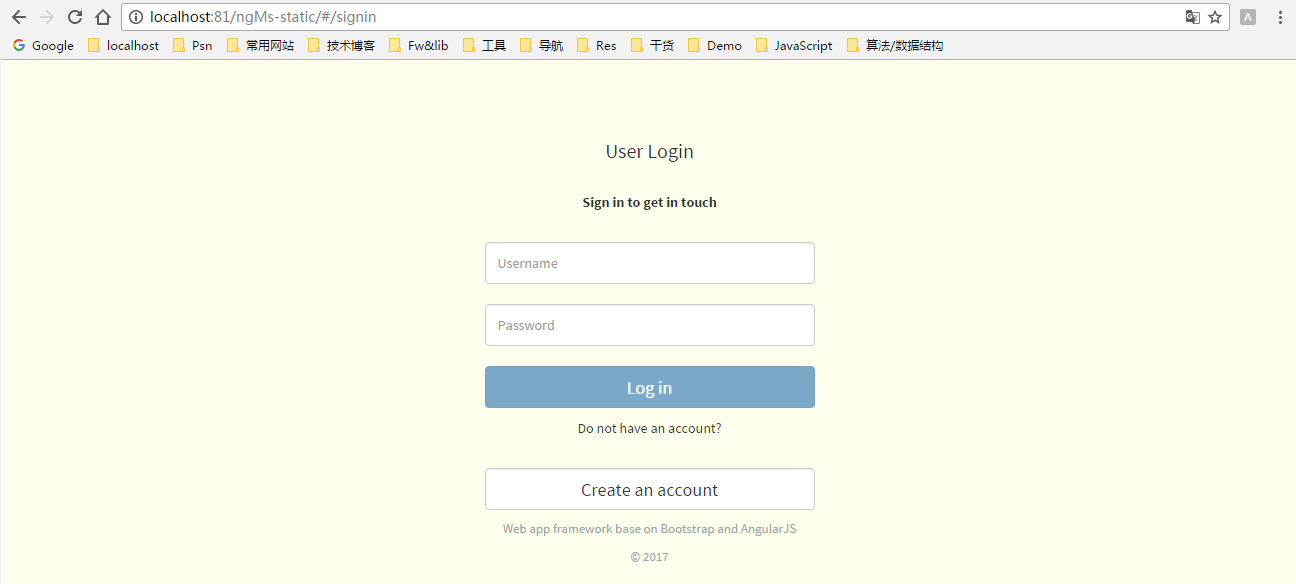 localhost:81/ngMs-static/#/signin
Google localhost Psn 常用网站 技术博客 Fw&lib 工具 导航 Res 干货 Demo JavaScript 算法/数据结构
User Login
Sign in to get in touch
Username
Password
Log in
Do not have an account?
Create an account
Web app framework base on Bootstrap and AngularJS
© 2017